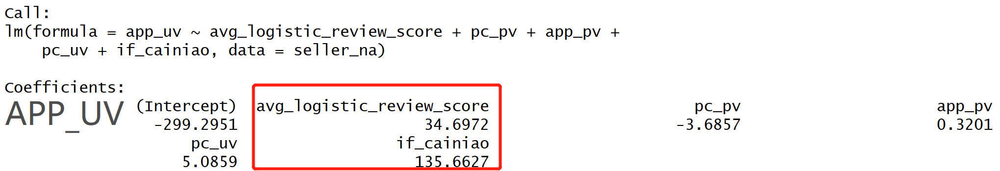 Call:
lm(formula = app_uv ~ avg_logistic_review_score + pc_pv + app_pv +
    pc_uv + if_cainiao, data = seller_na)
Coefficients:
APP_UV
(Intercept) avg_logistic_review_score pc_pv app_pv
-299.2951 34.6972 -3.6857 0.3201
pc_uv if_cainiao
5.0859 135.6627